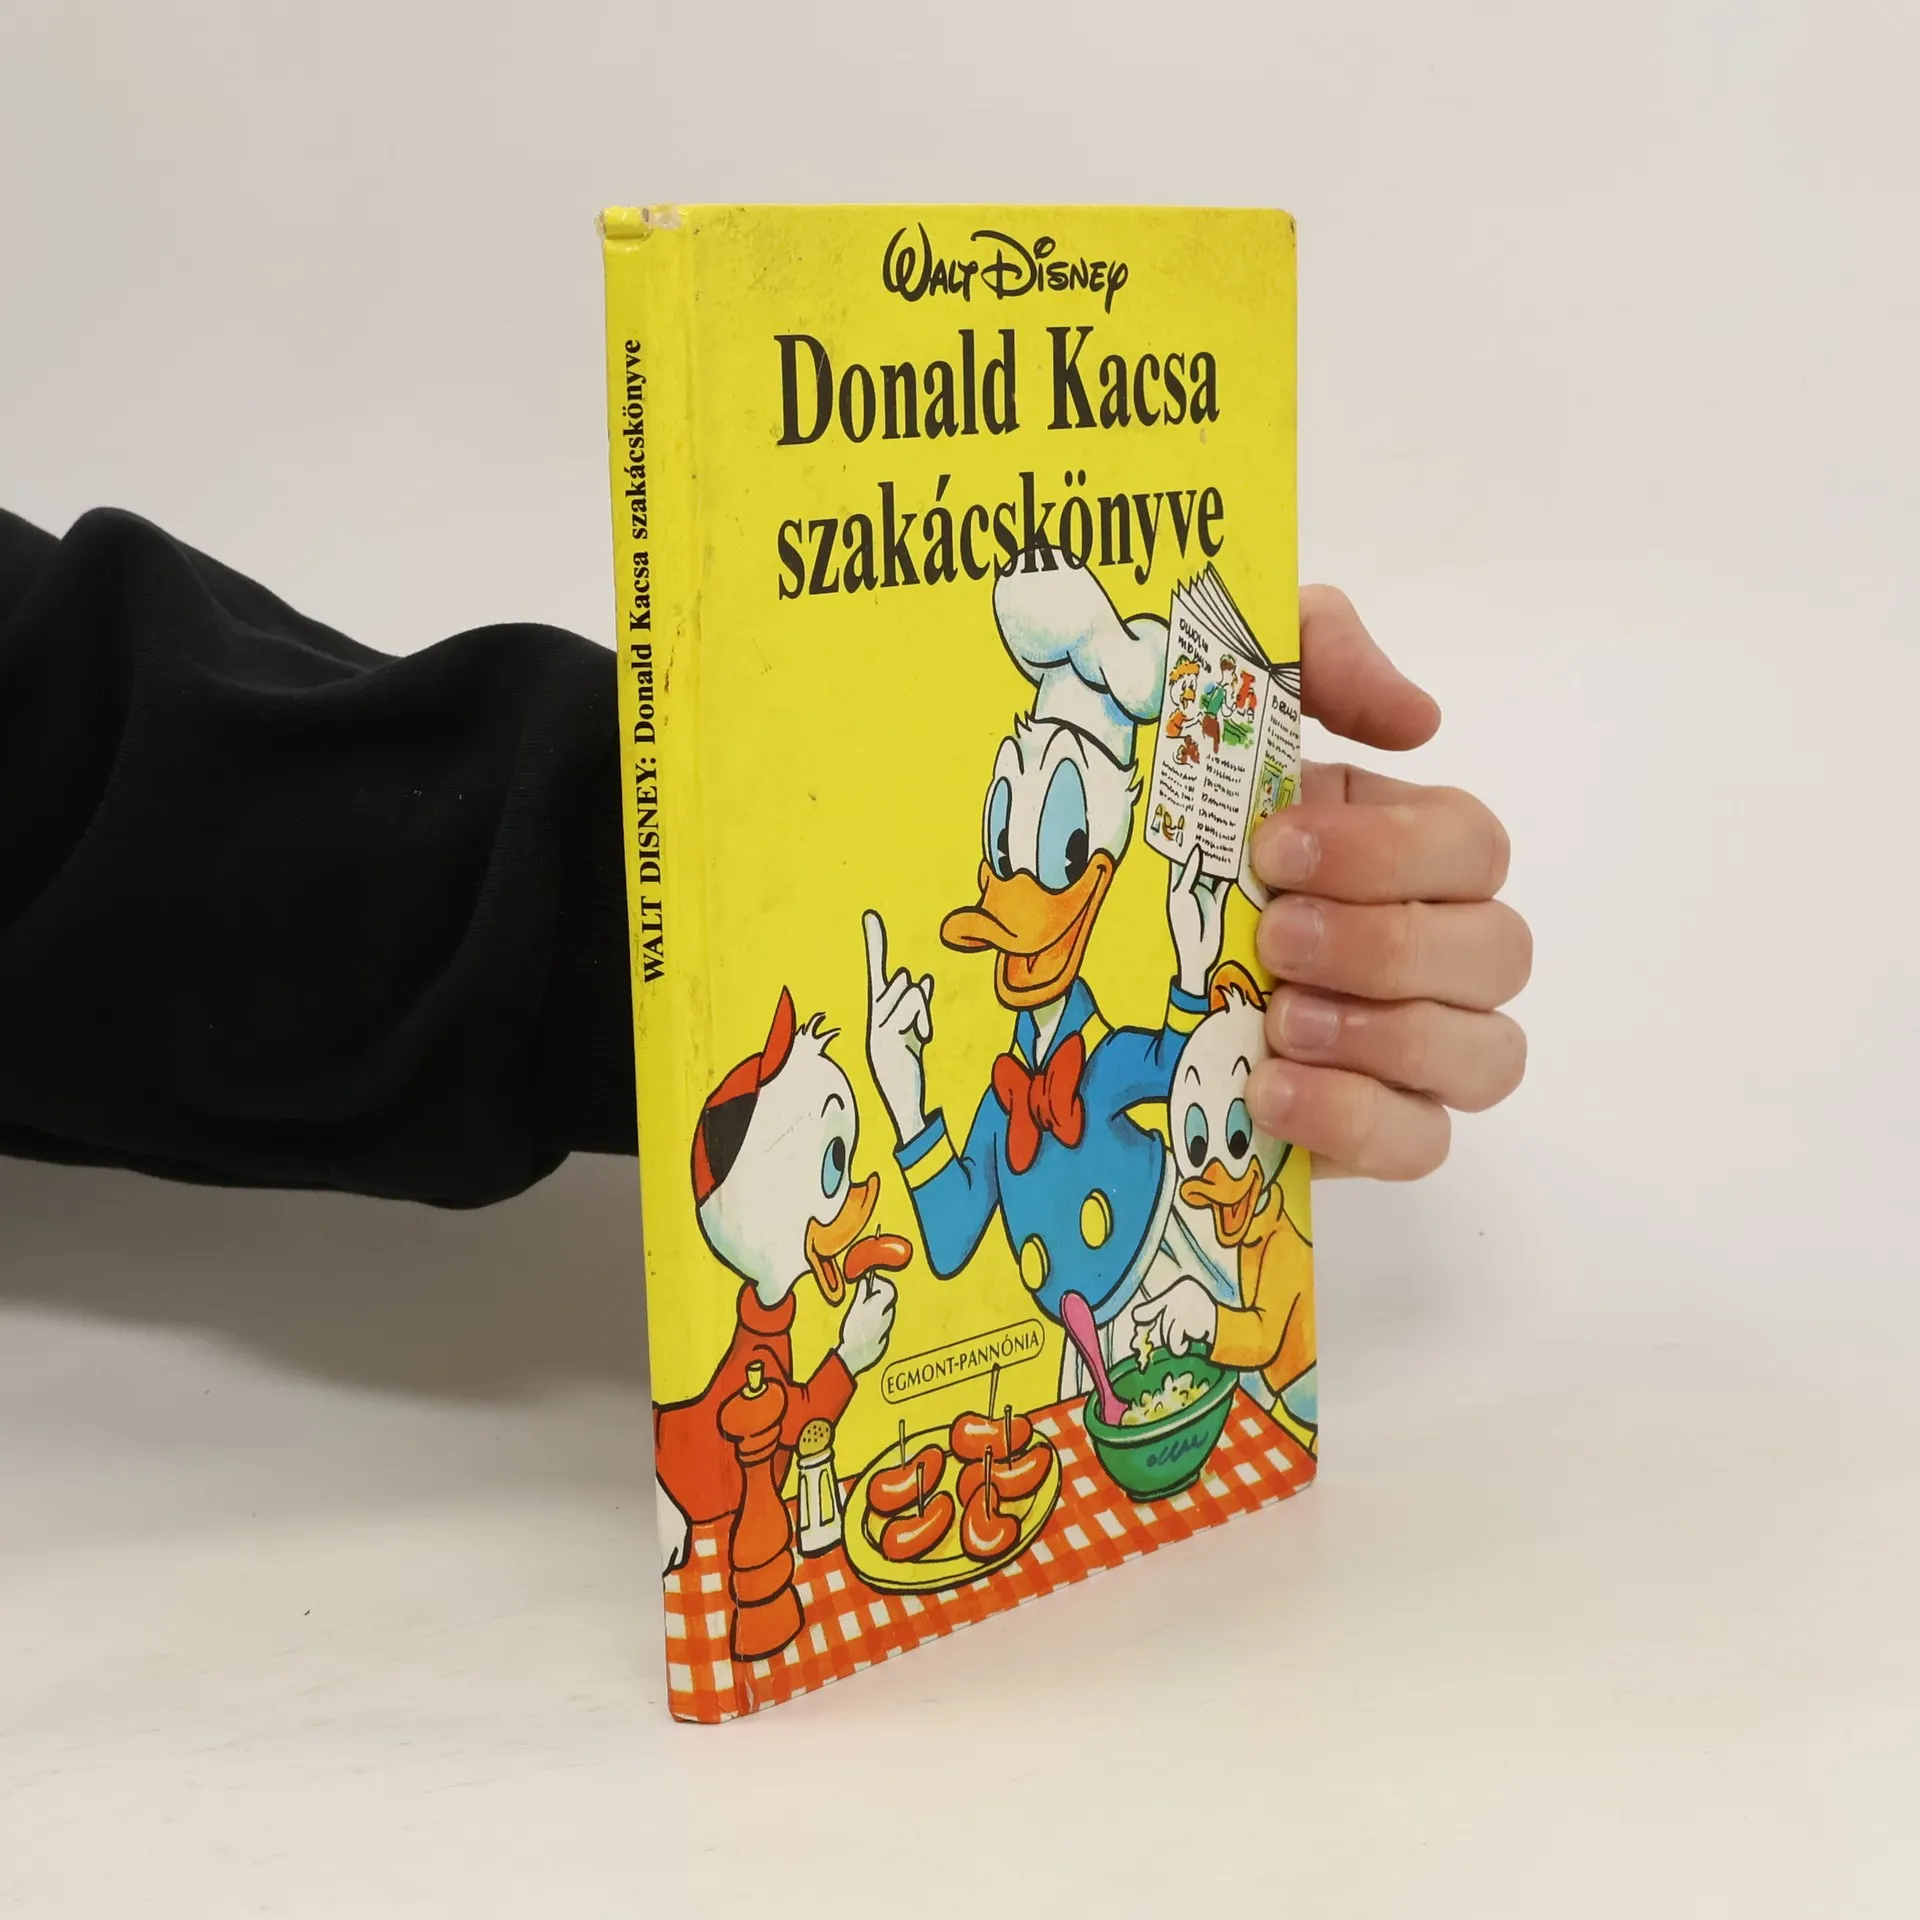 WALT DISNEY
Donald Kacsa
szakácskönyve
WALT DISNEY: Donald Kacsa szakácskönyve
EGMONT-PANNÓNIA